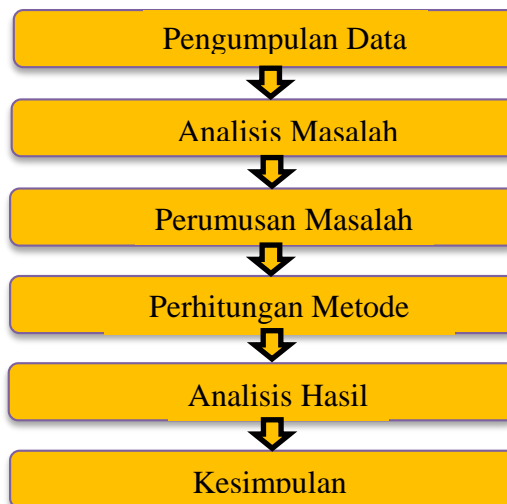 Pengumpulan Data
Analisis Masalah
Perumusan Masalah
Perhitungan Metode
Analisis Hasil
Kesimpulan